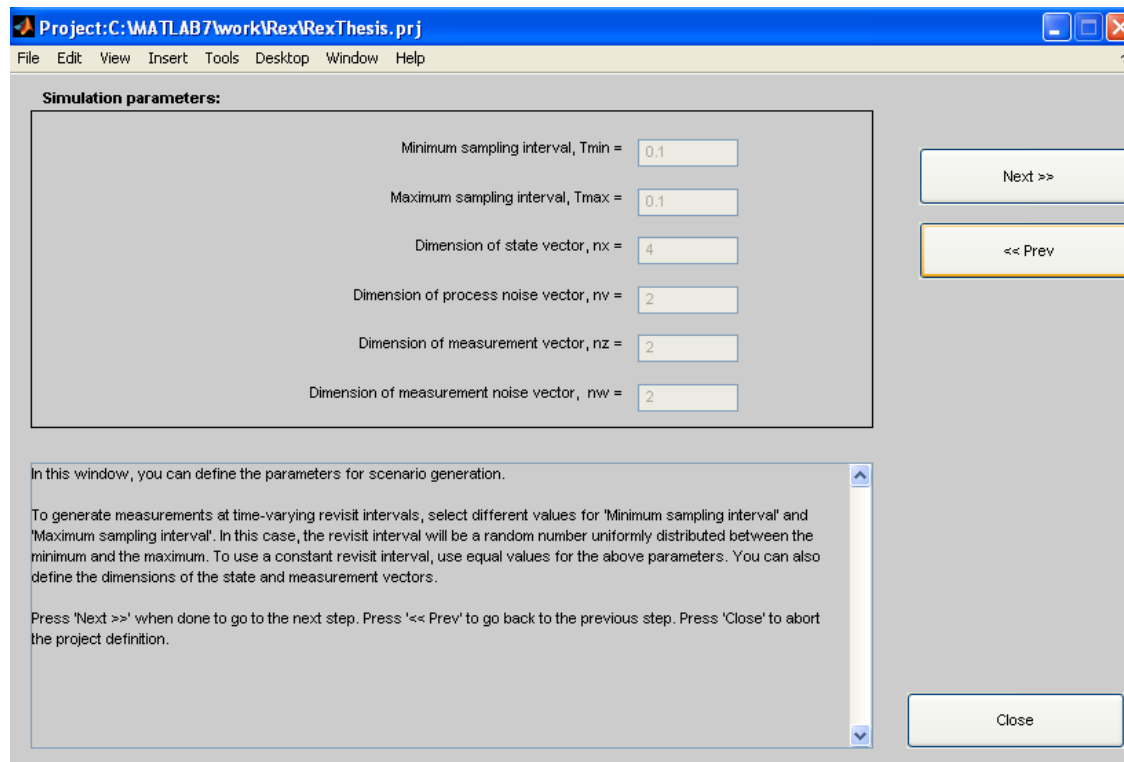 Project:C:\MATLAB7\work\Rex\RexThesis.prj
File Edit View Insert Tools Desktop Window Help
Simulation parameters:
Minimum sampling interval, Tmin = 0.1
Maximum sampling interval, Tmax = 0.1
Dimension of state vector, nx = 4
Dimension of process noise vector, nv = 2
Dimension of measurement vector, nz = 2
Dimension of measurement noise vector, nw = 2
Next >>
<< Prev
In this window, you can define the parameters for scenario generation.
To generate measurements at time-varying revisit intervals, select different values for 'Minimum sampling interval' and
'Maximum sampling interval'. In this case, the revisit interval will be a random number uniformly distributed between the
minimum and the maximum. To use a constant revisit interval, use equal values for the above parameters. You can also
define the dimensions of the state and measurement vectors.
Press 'Next >>' when done to go to the next step. Press '<< Prev' to go back to the previous step. Press 'Close' to abort
the project definition.
Close